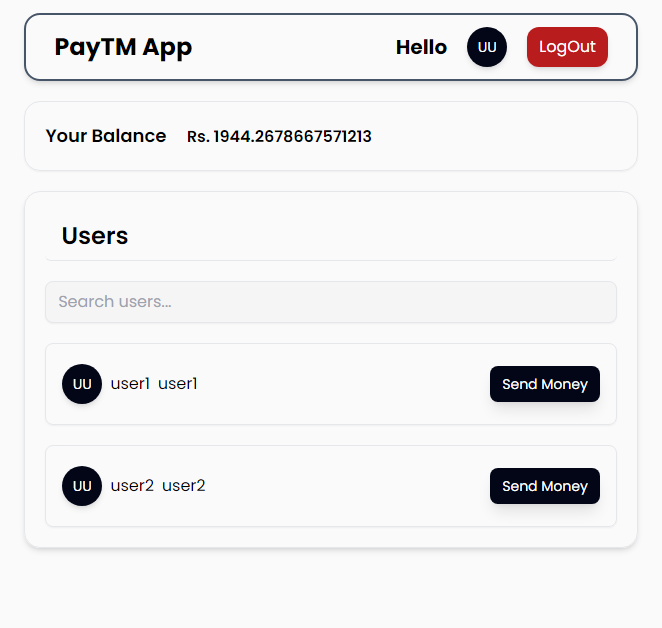 PayTM App Hello UU LogOut
Your Balance Rs. 1944.2678667571213
Users
Search users...
UU user1 user1 Send Money
UU user2 user2 Send Money